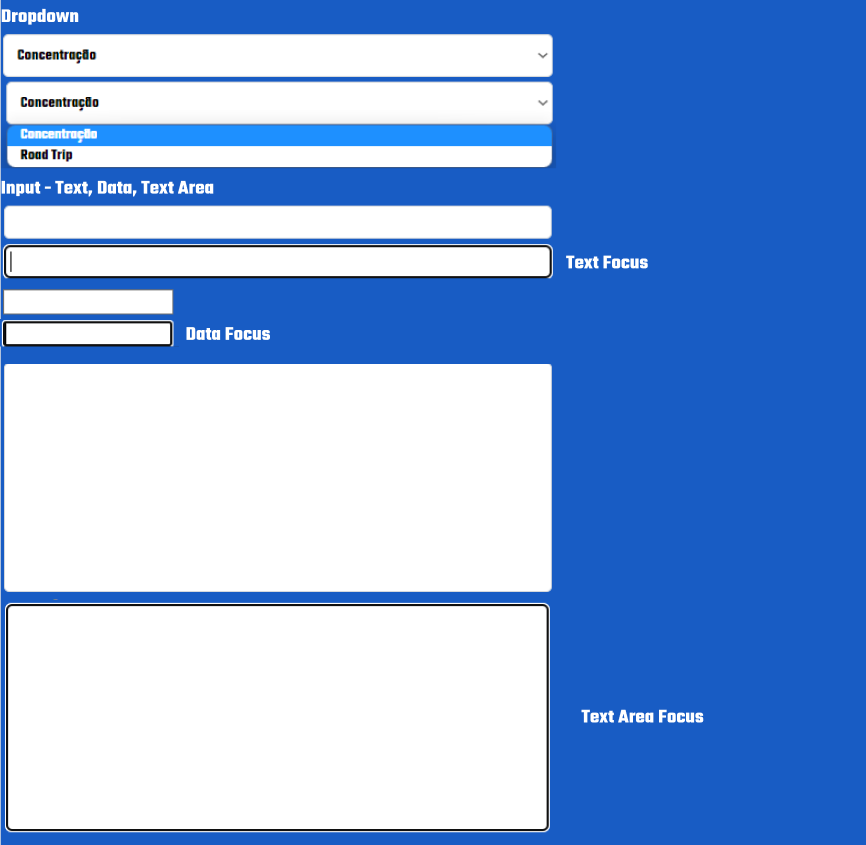 Dropdown
Concentração
Concentração
Concentração
Road Trip
Input - Text, Data, Text Area
Text Focus
Data Focus
Text Area Focus